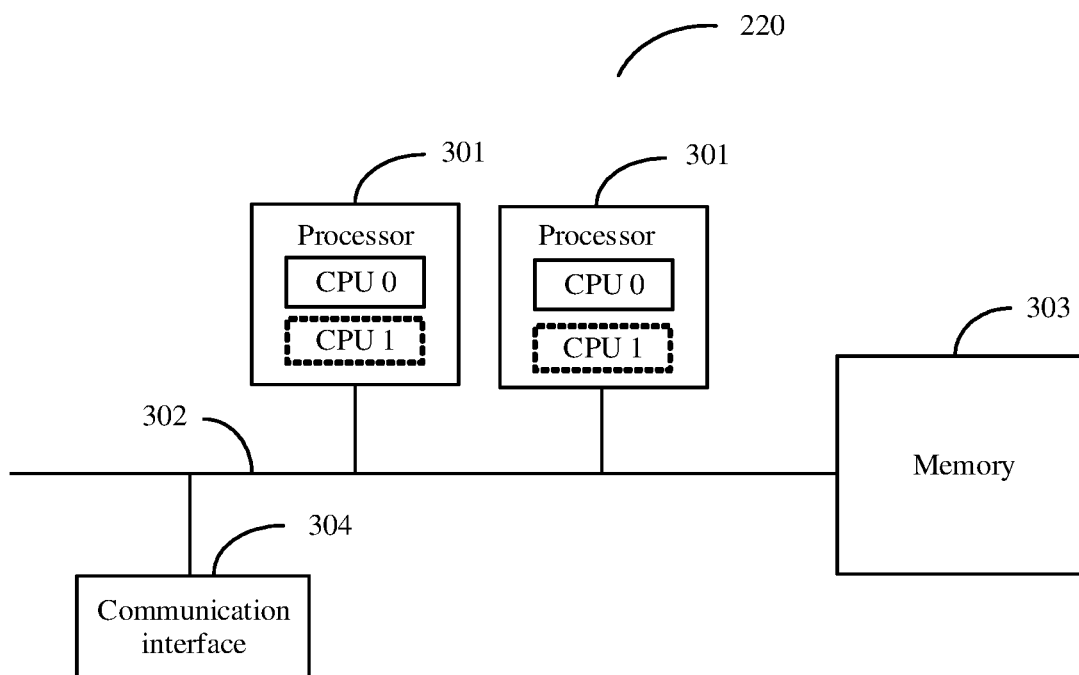 220
301
301
Processor
CPU 0
CPU 1
Processor
CPU 0
CPU 1
303
302
Memory
304
Communication
interface